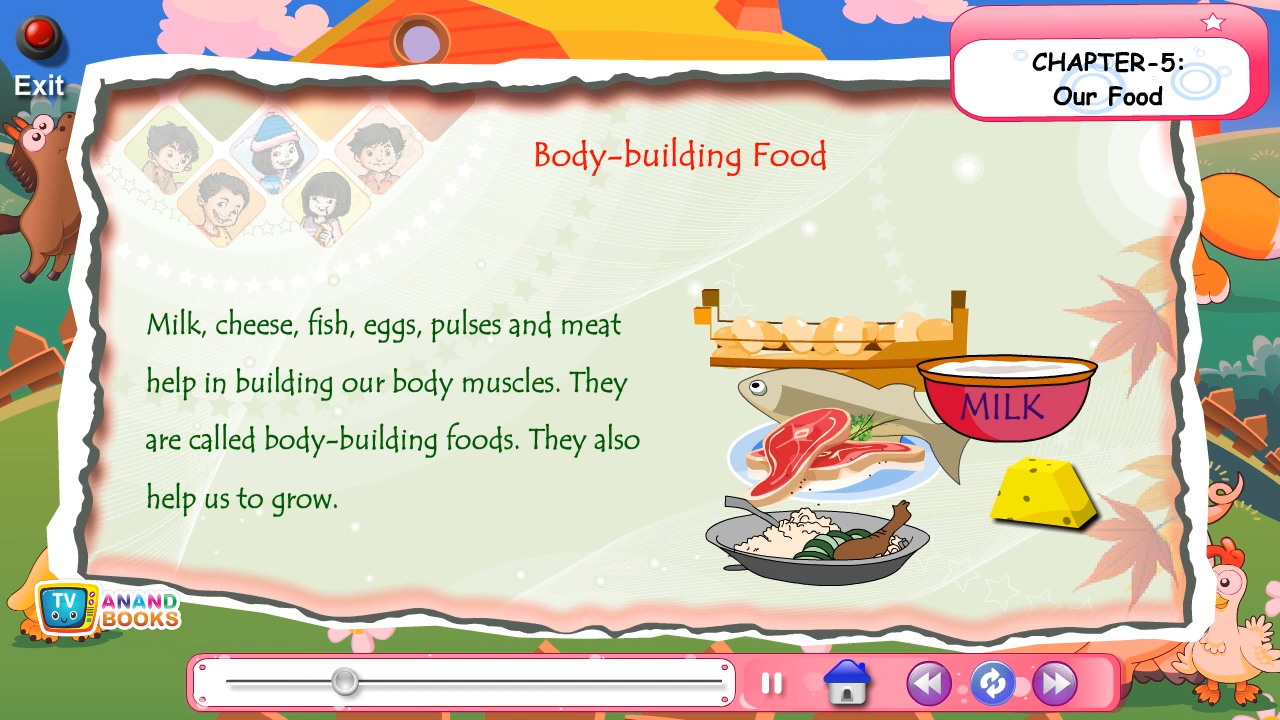 Exit
CHAPTER-5:
Our Food
Body-building Food
Milk, cheese, fish, eggs, pulses and meat
help in building our body muscles. They
are called body-building foods. They also
help us to grow.
MILK
TV
ANAND
BOOKS